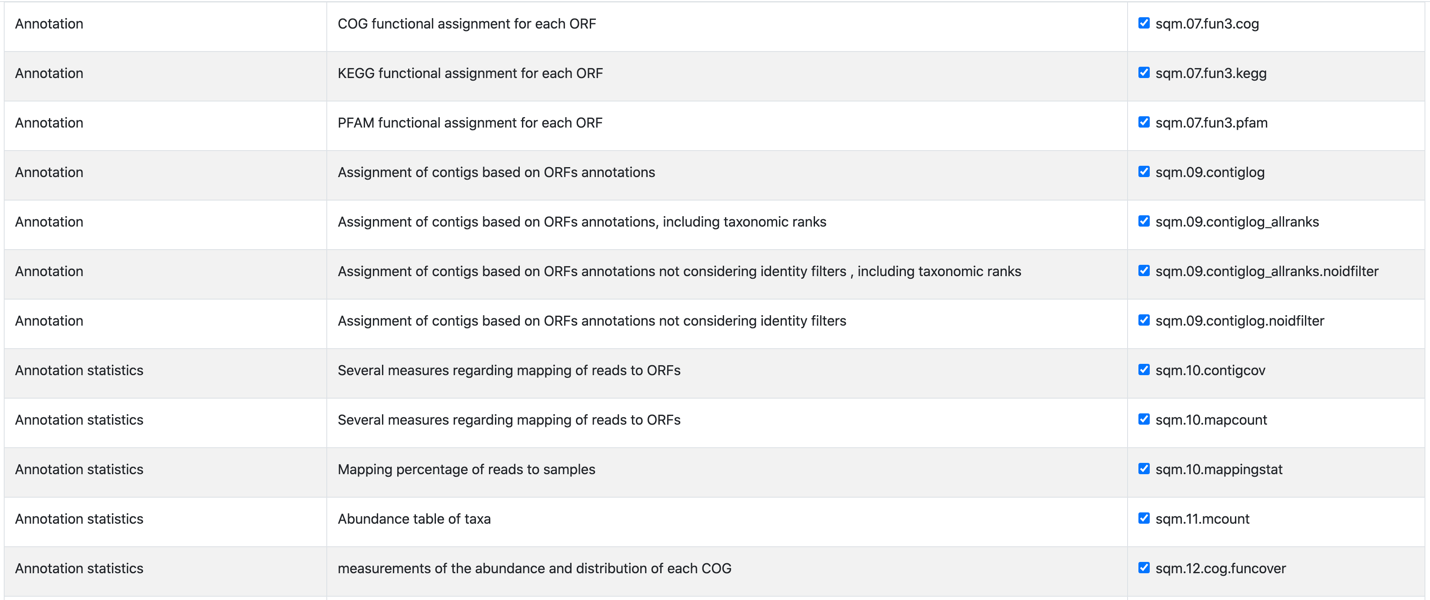 Annotation COG functional assignment for each ORF sqm.07.fun3.cog
Annotation KEGG functional assignment for each ORF sqm.07.fun3.kegg
Annotation PFAM functional assignment for each ORF sqm.07.fun3.pfam
Annotation Assignment of contigs based on ORFs annotations sqm.09.contiglog
Annotation Assignment of contigs based on ORFs annotations, including taxonomic ranks sqm.09.contiglog_allranks
Annotation Assignment of contigs based on ORFs annotations not considering identity filters , including taxonomic ranks sqm.09.contiglog_allranks.noidfilter
Annotation Assignment of contigs based on ORFs annotations not considering identity filters sqm.09.contiglog.noidfilter
Annotation statistics Several measures regarding mapping of reads to ORFs sqm.10.contigcov
Annotation statistics Several measures regarding mapping of reads to ORFs sqm.10.mapcount
Annotation statistics Mapping percentage of reads to samples sqm.10.mappingstat
Annotation statistics Abundance table of taxa sqm.11.mcount
Annotation statistics measurements of the abundance and distribution of each COG sqm.12.cog.funcover